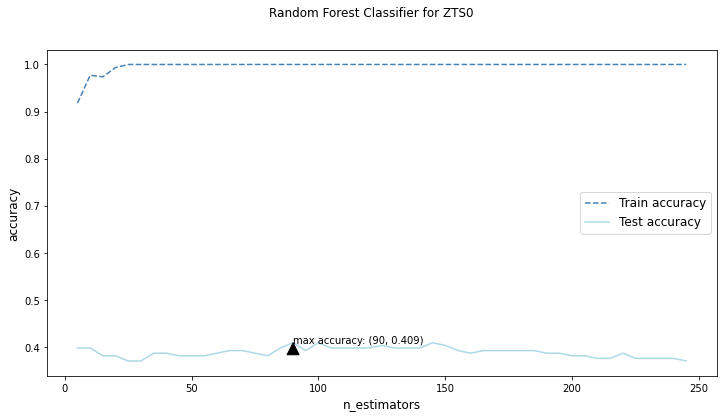 Random Forest Classifier for ZTS0
1.0
0.9
0.8
0.7
0.6
0.5
0.4
accuracy
Train accuracy
Test accuracy
max accuracy: (90, 0.409)
0 50 100 150 200 250
n_estimators